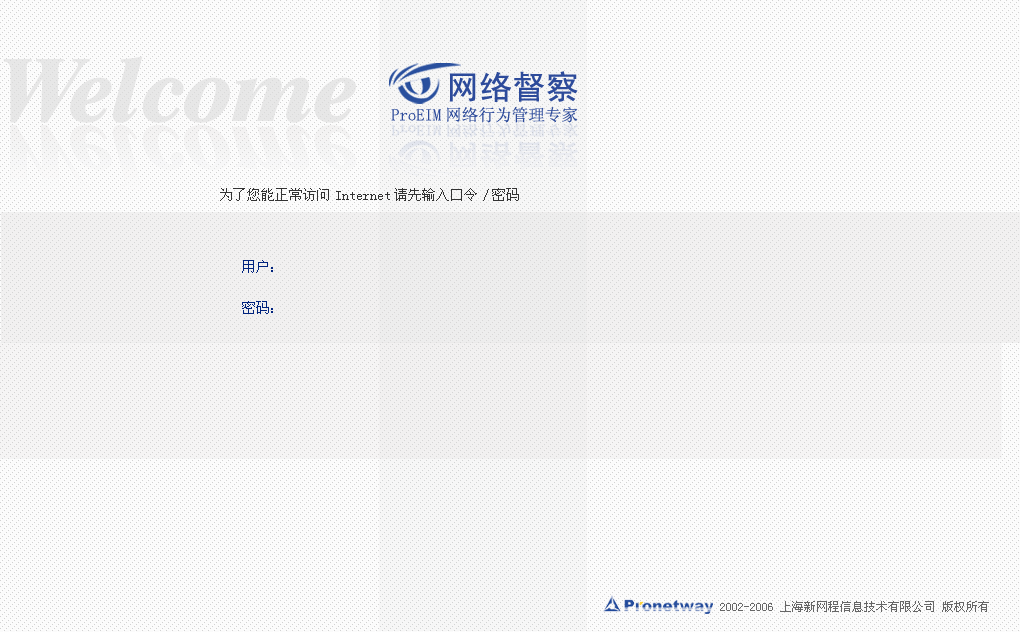 Welcome
网络督察
ProEIM 网络行为管理专家
为了您能正常访问 Internet 请先输入口令 / 密码
用户：
密码：
Pronetway 2002-2006 上海新网程信息技术有限公司 版权所有